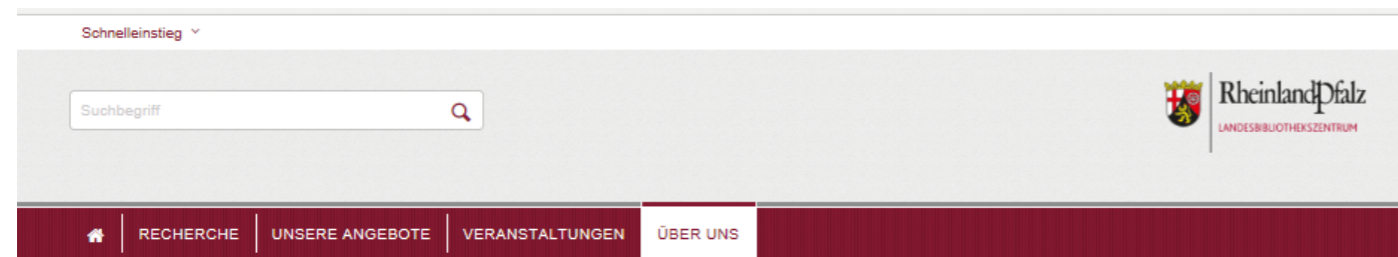 Schnelleinstieg
Suchbegriff
RheinlandPfalz
LANDESBIBLIOTHEKSZENTRUM
RECHERCHE UNSERE ANGEBOTE VERANSTALTUNGEN ÜBER UNS